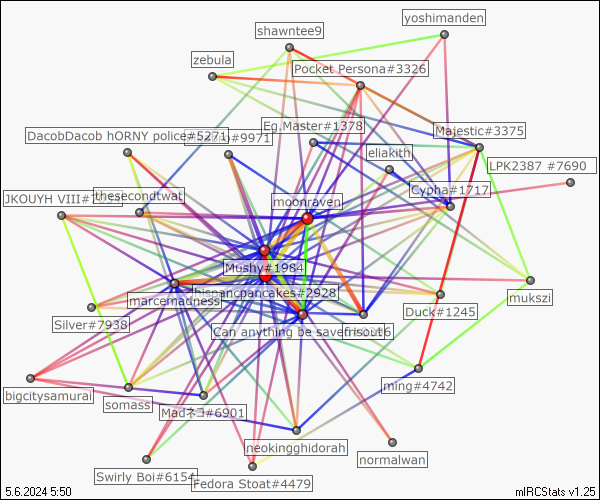 yoshimanden
shawntee9
zebula
Pocket Persona#3326
Eg.Master#1378
Majestic#3375
DacobDacob hORNY police#5271
#9971
eliakith
LPK2387 #7690
Cypha#1717
JKOUYH VIII#
thesecondtwat
moonraven
Mushy#1984
hispancpancakes#2928
marcemadness
mukszi
Duck#1245
Silver#7938
Can anything be saved
ming#4742
bigcitysamurai
somass
Madネコ#6901
neokingghidorah
normalwan
Swirly Boi#6154
Fedora Stoat#4479
5.6.2024 5:50
mIRCStats v1.25